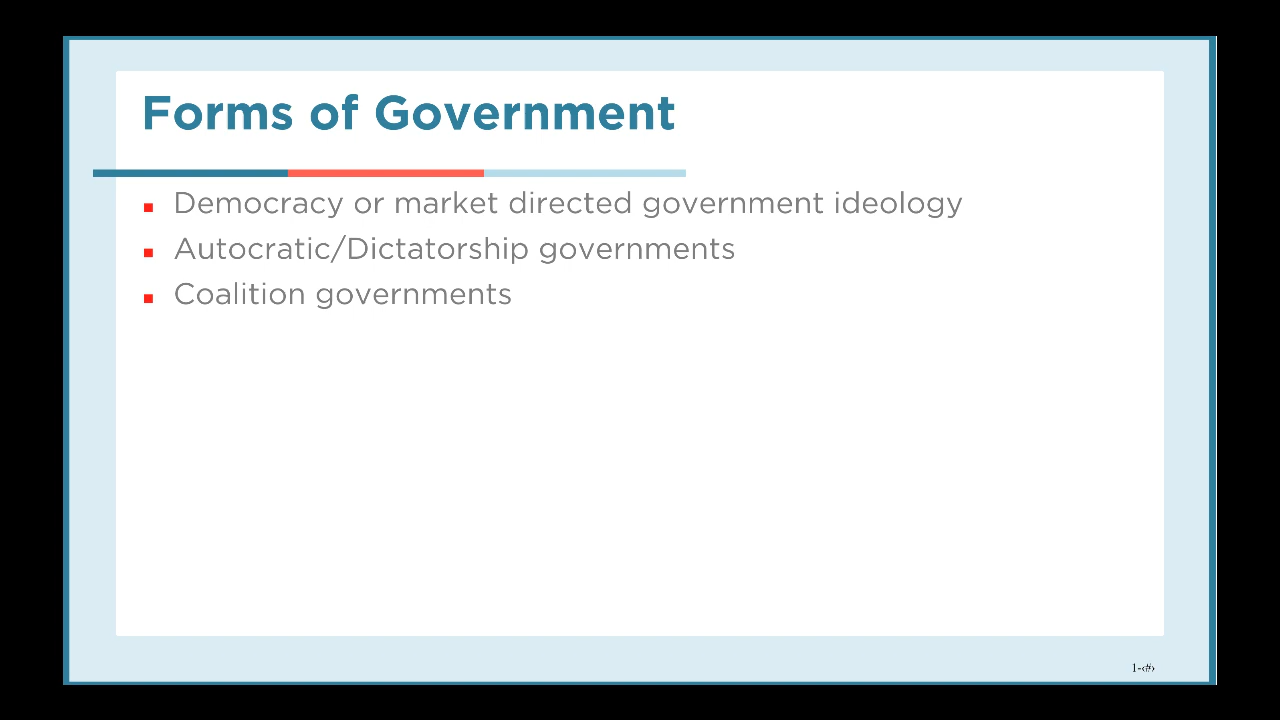 Forms of Government
Democracy or market directed government ideology
Autocratic/Dictatorship governments
Coalition governments
1-‹#›